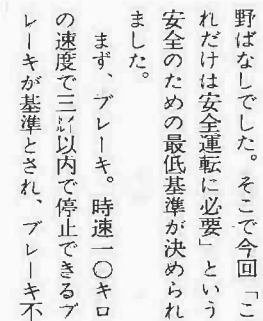 野ばなしでした。そこで今回「こ
れだけは安全運転に必要」という
安全のための最低基準が決められ
ました。
まず、ブレーキ。時速一〇キロ
の速度で三㍍以内で停止できるブ
レーキが基準とされ、ブレーキ不